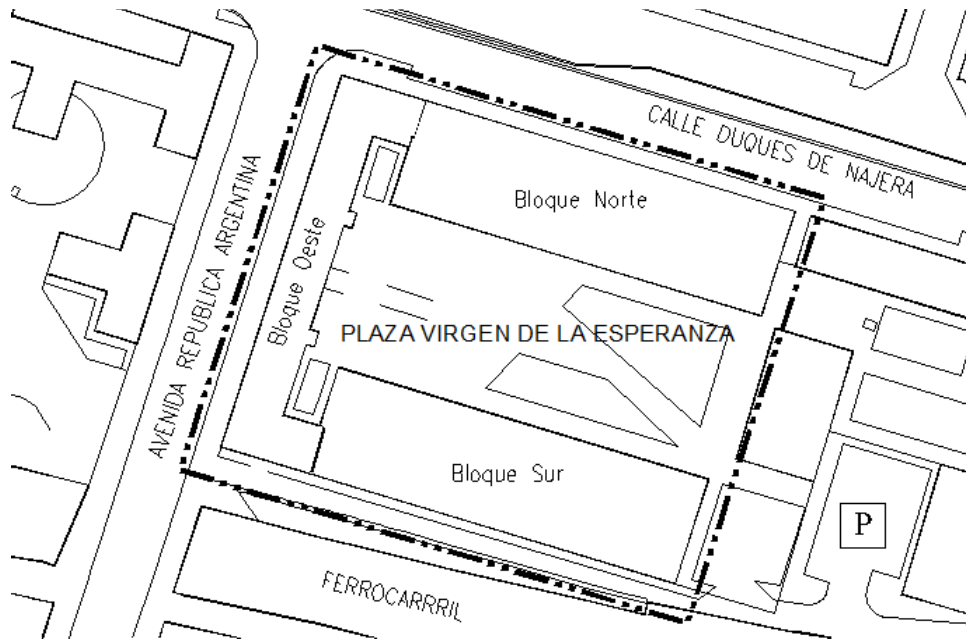 CALLE DUQUES DE NAJERA
Bloque Norte
AVENIDA REPUBLICA ARGENTINA
Bloque Oeste
PLAZA VIRGEN DE LA ESPERANZA
Bloque Sur
P
FERROCARRRIL